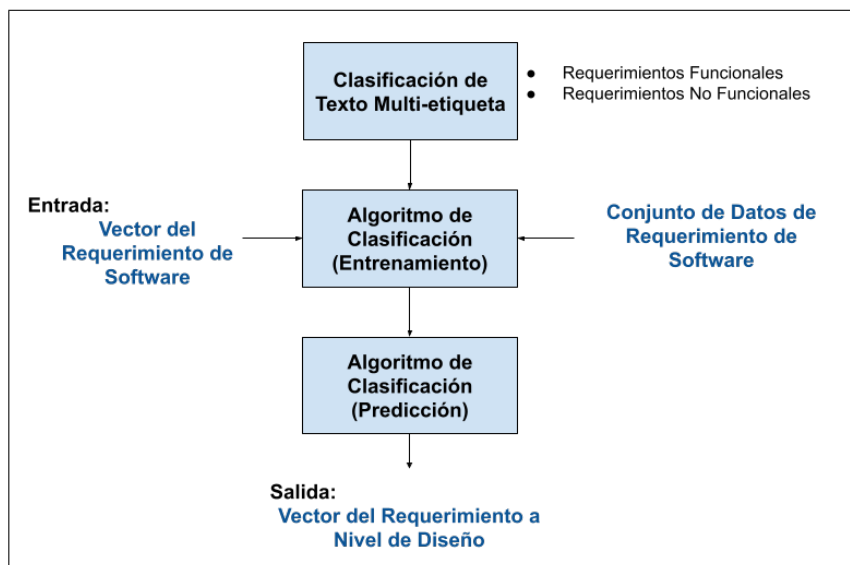 Clasificación de
Texto Multi-etiqueta
● Requerimientos Funcionales
● Requerimientos No Funcionales
Entrada:
Vector del
Requerimiento de
Software
Algoritmo de
Clasificación
(Entrenamiento)
Conjunto de Datos de
Requerimiento de
Software
Algoritmo de
Clasificación
(Predicción)
Salida:
Vector del Requerimiento a
Nivel de Diseño